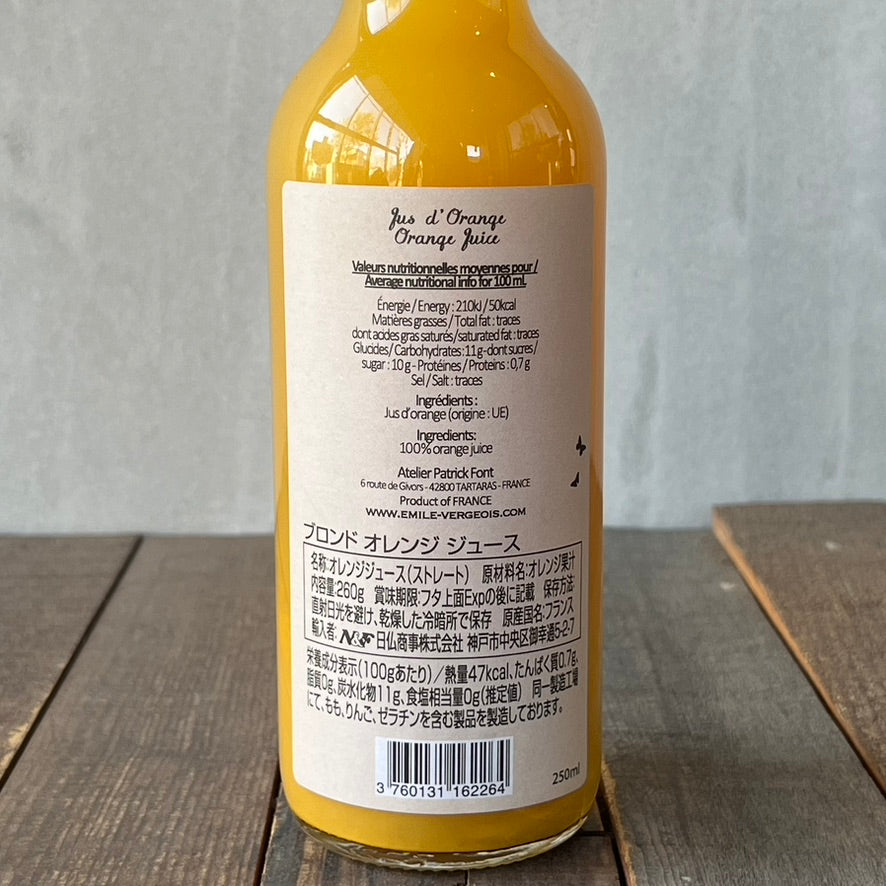 Jus d'Orange
Orange Juice
Valeurs nutritionnelles moyennes pour /
Average nutritional info for 100 ml.
Énergie / Energy : 210kJ / 50kcal
Matières grasses / Total fat : traces
dont acides gras saturés / saturated fat : traces
Glucides / Carbohydrates : 11 g - dont sucres /
sugar : 10 g - Protéines / Proteins : 0,7 g
Sel / Salt : traces
Ingrédients :
Jus d'orange (origine : UE)
Ingredients:
100% orange juice
Atelier Patrick Font
6 route de Givors - 42800 TARTARAS - FRANCE
Product of FRANCE
WWW.EMILE-VERGEOIS.COM
ブロンド オレンジ ジュース
名称:オレンジジュース(ストレート) 原材料名:オレンジ果汁
内容量:260g 賞味期限:フタ上面Expの後に記載 保存方法:
直射日光を避け、乾燥した冷暗所で保存 原産国名:フランス
輸入者: N&F 日仏商事株式会社 神戸市中央区御幸通5-2-7
栄養成分表示(100gあたり)/熱量47kcal,たんぱく質0.7g,
脂質0g,炭水化物11g,食塩相当量0g(推定値) 同一製造工場
にて、もも、りんご、ゼラチンを含む製品を製造しております。
3 760131 162264
250ml